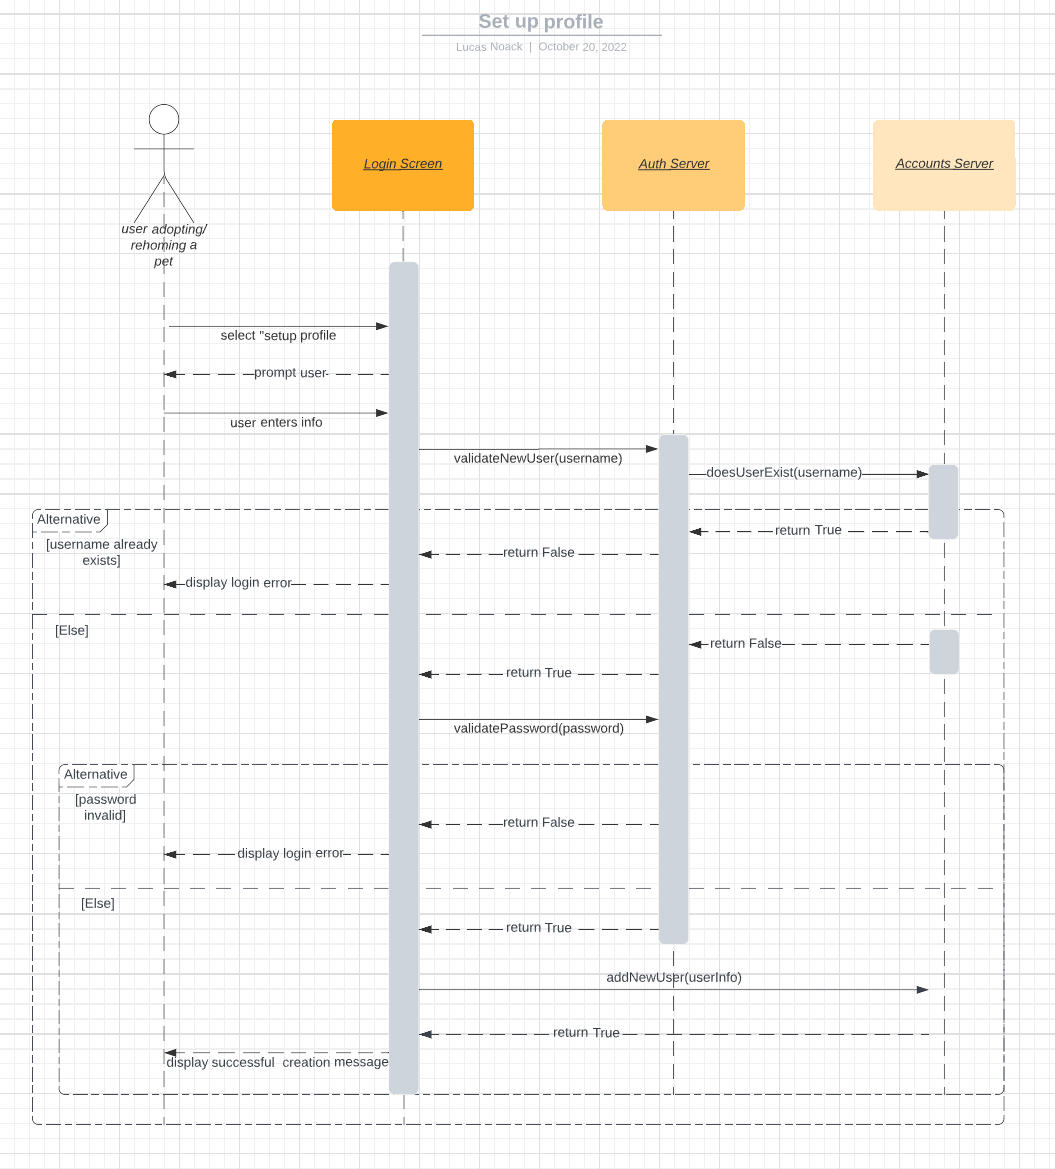 Set up profile
Lucas Noack | October 20, 2022
Login Screen
Auth Server
Accounts Server
user adopting/
rehoming a
pet
select "setup profile
prompt user
user enters info
validateNewUser(username)
doesUserExist(username)
Alternative
[username already
exists]
return True
return False
display login error
[Else]
return False
return True
validatePassword(password)
Alternative
[password
invalid]
return False
display login error
[Else]
return True
addNewUser(userInfo)
return True
display successful creation message